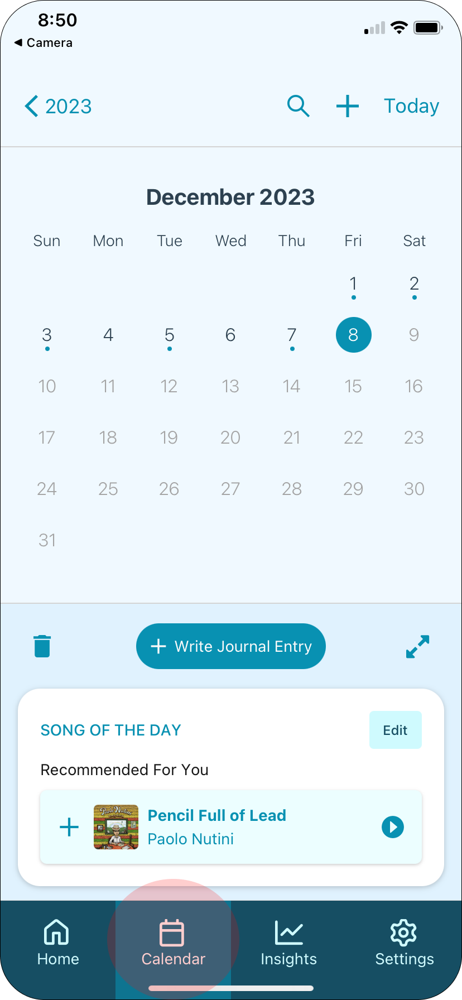 8:50
Camera
2023
Today
December 2023
Sun Mon Tue Wed Thu Fri Sat
1 2
3 4 5 6 7 8 9
10 11 12 13 14 15 16
17 18 19 20 21 22 23
24 25 26 27 28 29 30
31
Write Journal Entry
SONG OF THE DAY
Edit
Recommended For You
Paolo Nutini
Pencil Full of Lead
Paolo Nutini
Home Calendar Insights Settings